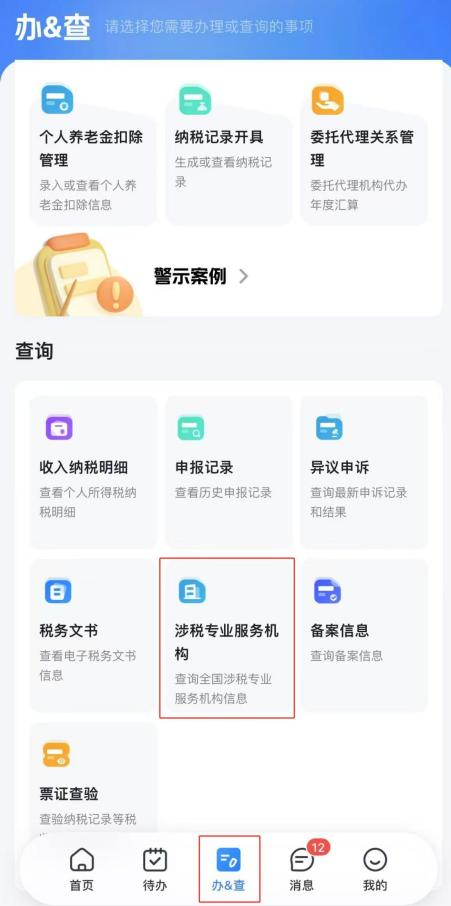 办&查 请选择您需要办理或查询的事项
个人养老金扣除
管理
录入或查看个人养
老金扣除信息
纳税记录开具
生成或查看纳税记
录
委托代理关系管
理
委托代理机构代办
年度汇算
警示案例
查询
收入纳税明细
查看个人所得税纳
税明细
申报记录
查看历史申报记录
异议申诉
查询最新申诉记录
和结果
税务文书
查看电子税务文书
信息
涉税专业服务机
构
查询全国涉税专业
服务机构信息
备案信息
查询备案信息
票证查验
查验纳税记录等税
首页
待办
办&查
12
消息
我的